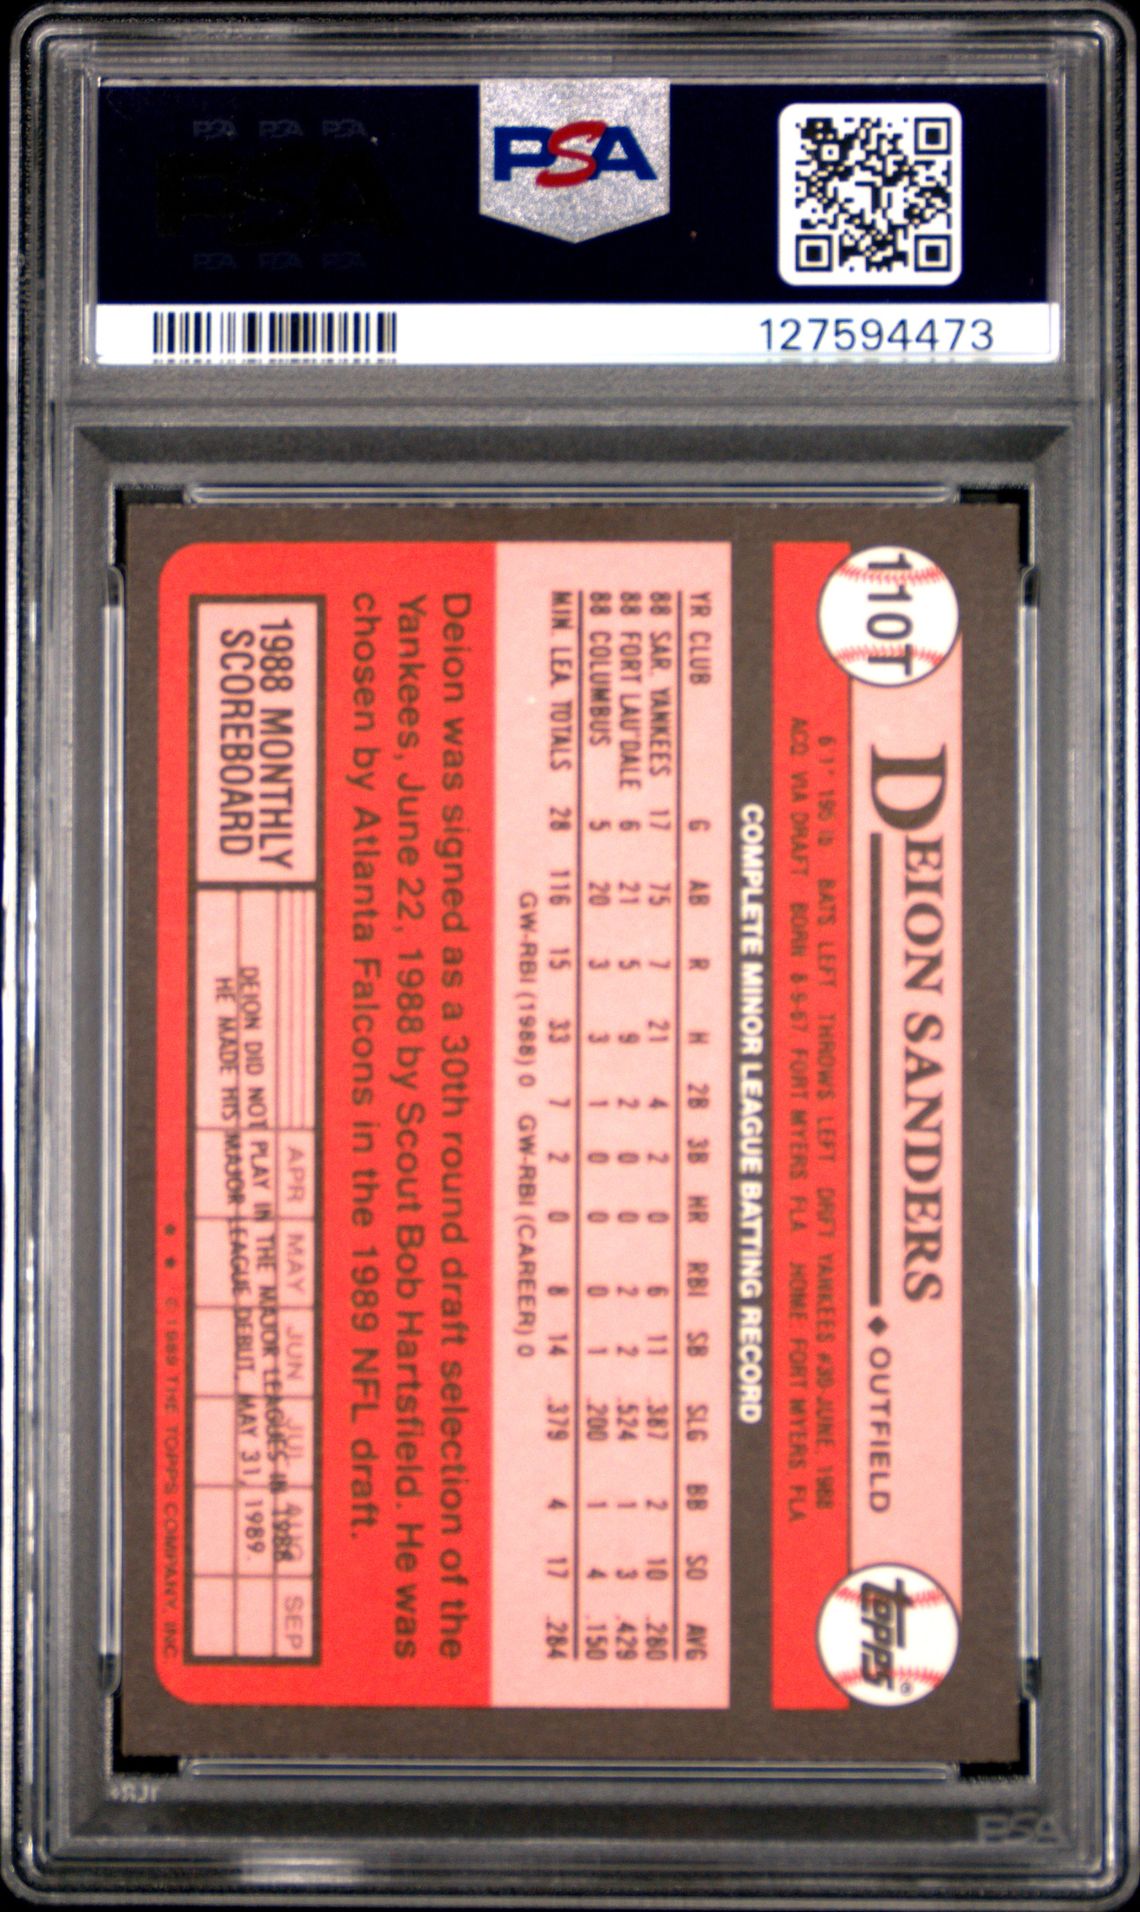 PSA
127594473
110T
DEION SANDERS ♦ OUTFIELD
topps®
6'1" 195 lb. BATS: LEFT THROWS: LEFT DRFT: YANKEES #30-JUNE, 1988
ACQ: VIA DRAFT BORN: 8-9-67, FORT MYERS, FLA. HOME: FORT MYERS, FLA.
COMPLETE MINOR LEAGUE BATTING RECORD
YR CLUB G AB R H 2B 3B HR RBI SB SLG BB SO AVG
88 SAR. YANKEES 17 75 7 21 4 2 0 6 11 .387 2 10 .280
88 FORT LAU'DALE 6 21 5 9 2 0 0 2 2 .524 1 3 .429
88 COLUMBUS 5 20 3 3 1 0 0 0 1 .200 1 4 .150
MIN. LEA. TOTALS 28 116 15 33 7 2 0 8 14 .379 4 17 .284
GW-RBI (1988) 0 GW-RBI (CAREER) 0
Deion was signed as a 30th round draft selection of the
Yankees, June 22, 1988 by Scout Bob Hartsfield. He was
chosen by Atlanta Falcons in the 1989 NFL draft.
1988 MONTHLY
SCOREBOARD
APR MAY JUN JUL AUG SEP
DEION DID NOT PLAY IN THE MAJOR LEAGUES IN 1988.
HE MADE HIS MAJOR LEAGUE DEBUT, MAY 31, 1989.
* * © 1989 THE TOPPS COMPANY, INC.
PSA